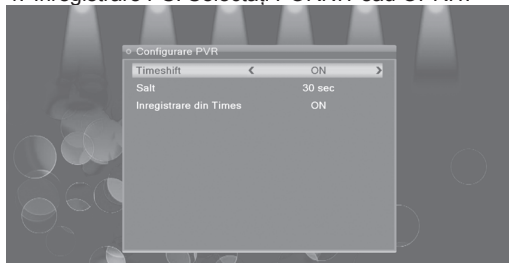 Configurare PVR
Timeshift ON
Salt 30 sec
Inregistrare din Times ON